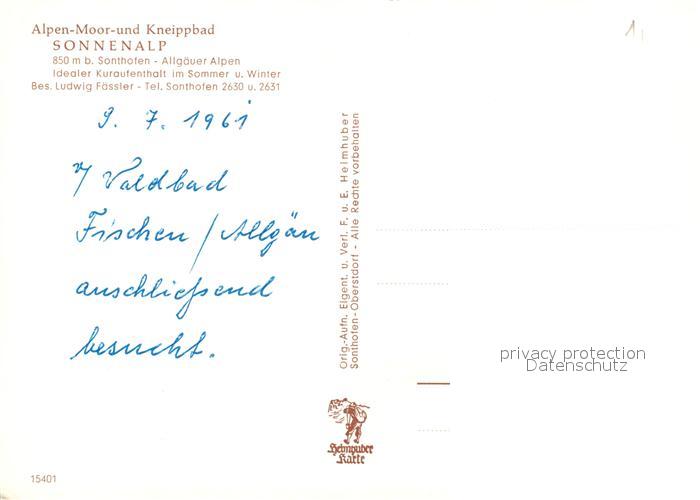 Alpen-Moor-und Kneippbad
SONNENALP
850 m b. Sonthofen - Allgäuer Alpen
Idealer Kuraufenthalt im Sommer u. Winter
Bes. Ludwig Fässler - Tel. Sonthofen 2630 u. 2631
9. 7. 1961
Waldbad
Fischen / Allgäu
anschließend
besucht.
Orig.-Aufn. Eigent. u. Verl. F. u. E. Heimhuber
Sonthofen-Oberstdorf - Alle Rechte vorbehalten
privacy protection
Datenschutz
Heimhuber
Karte
15401